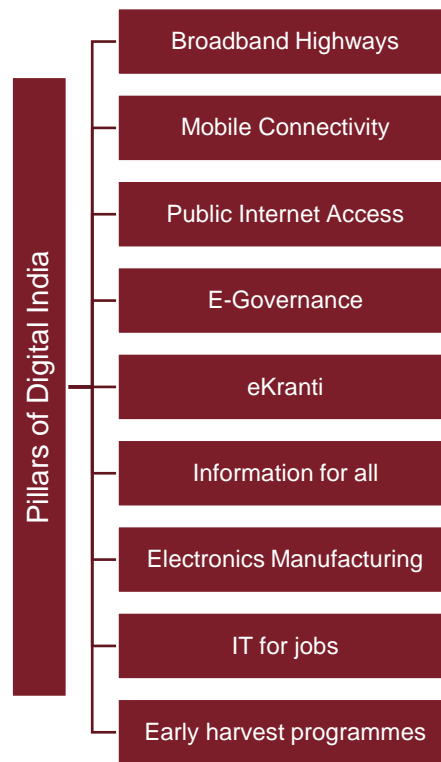 Pillars of Digital India
Broadband Highways
Mobile Connectivity
Public Internet Access
E-Governance
eKranti
Information for all
Electronics Manufacturing
IT for jobs
Early harvest programmes